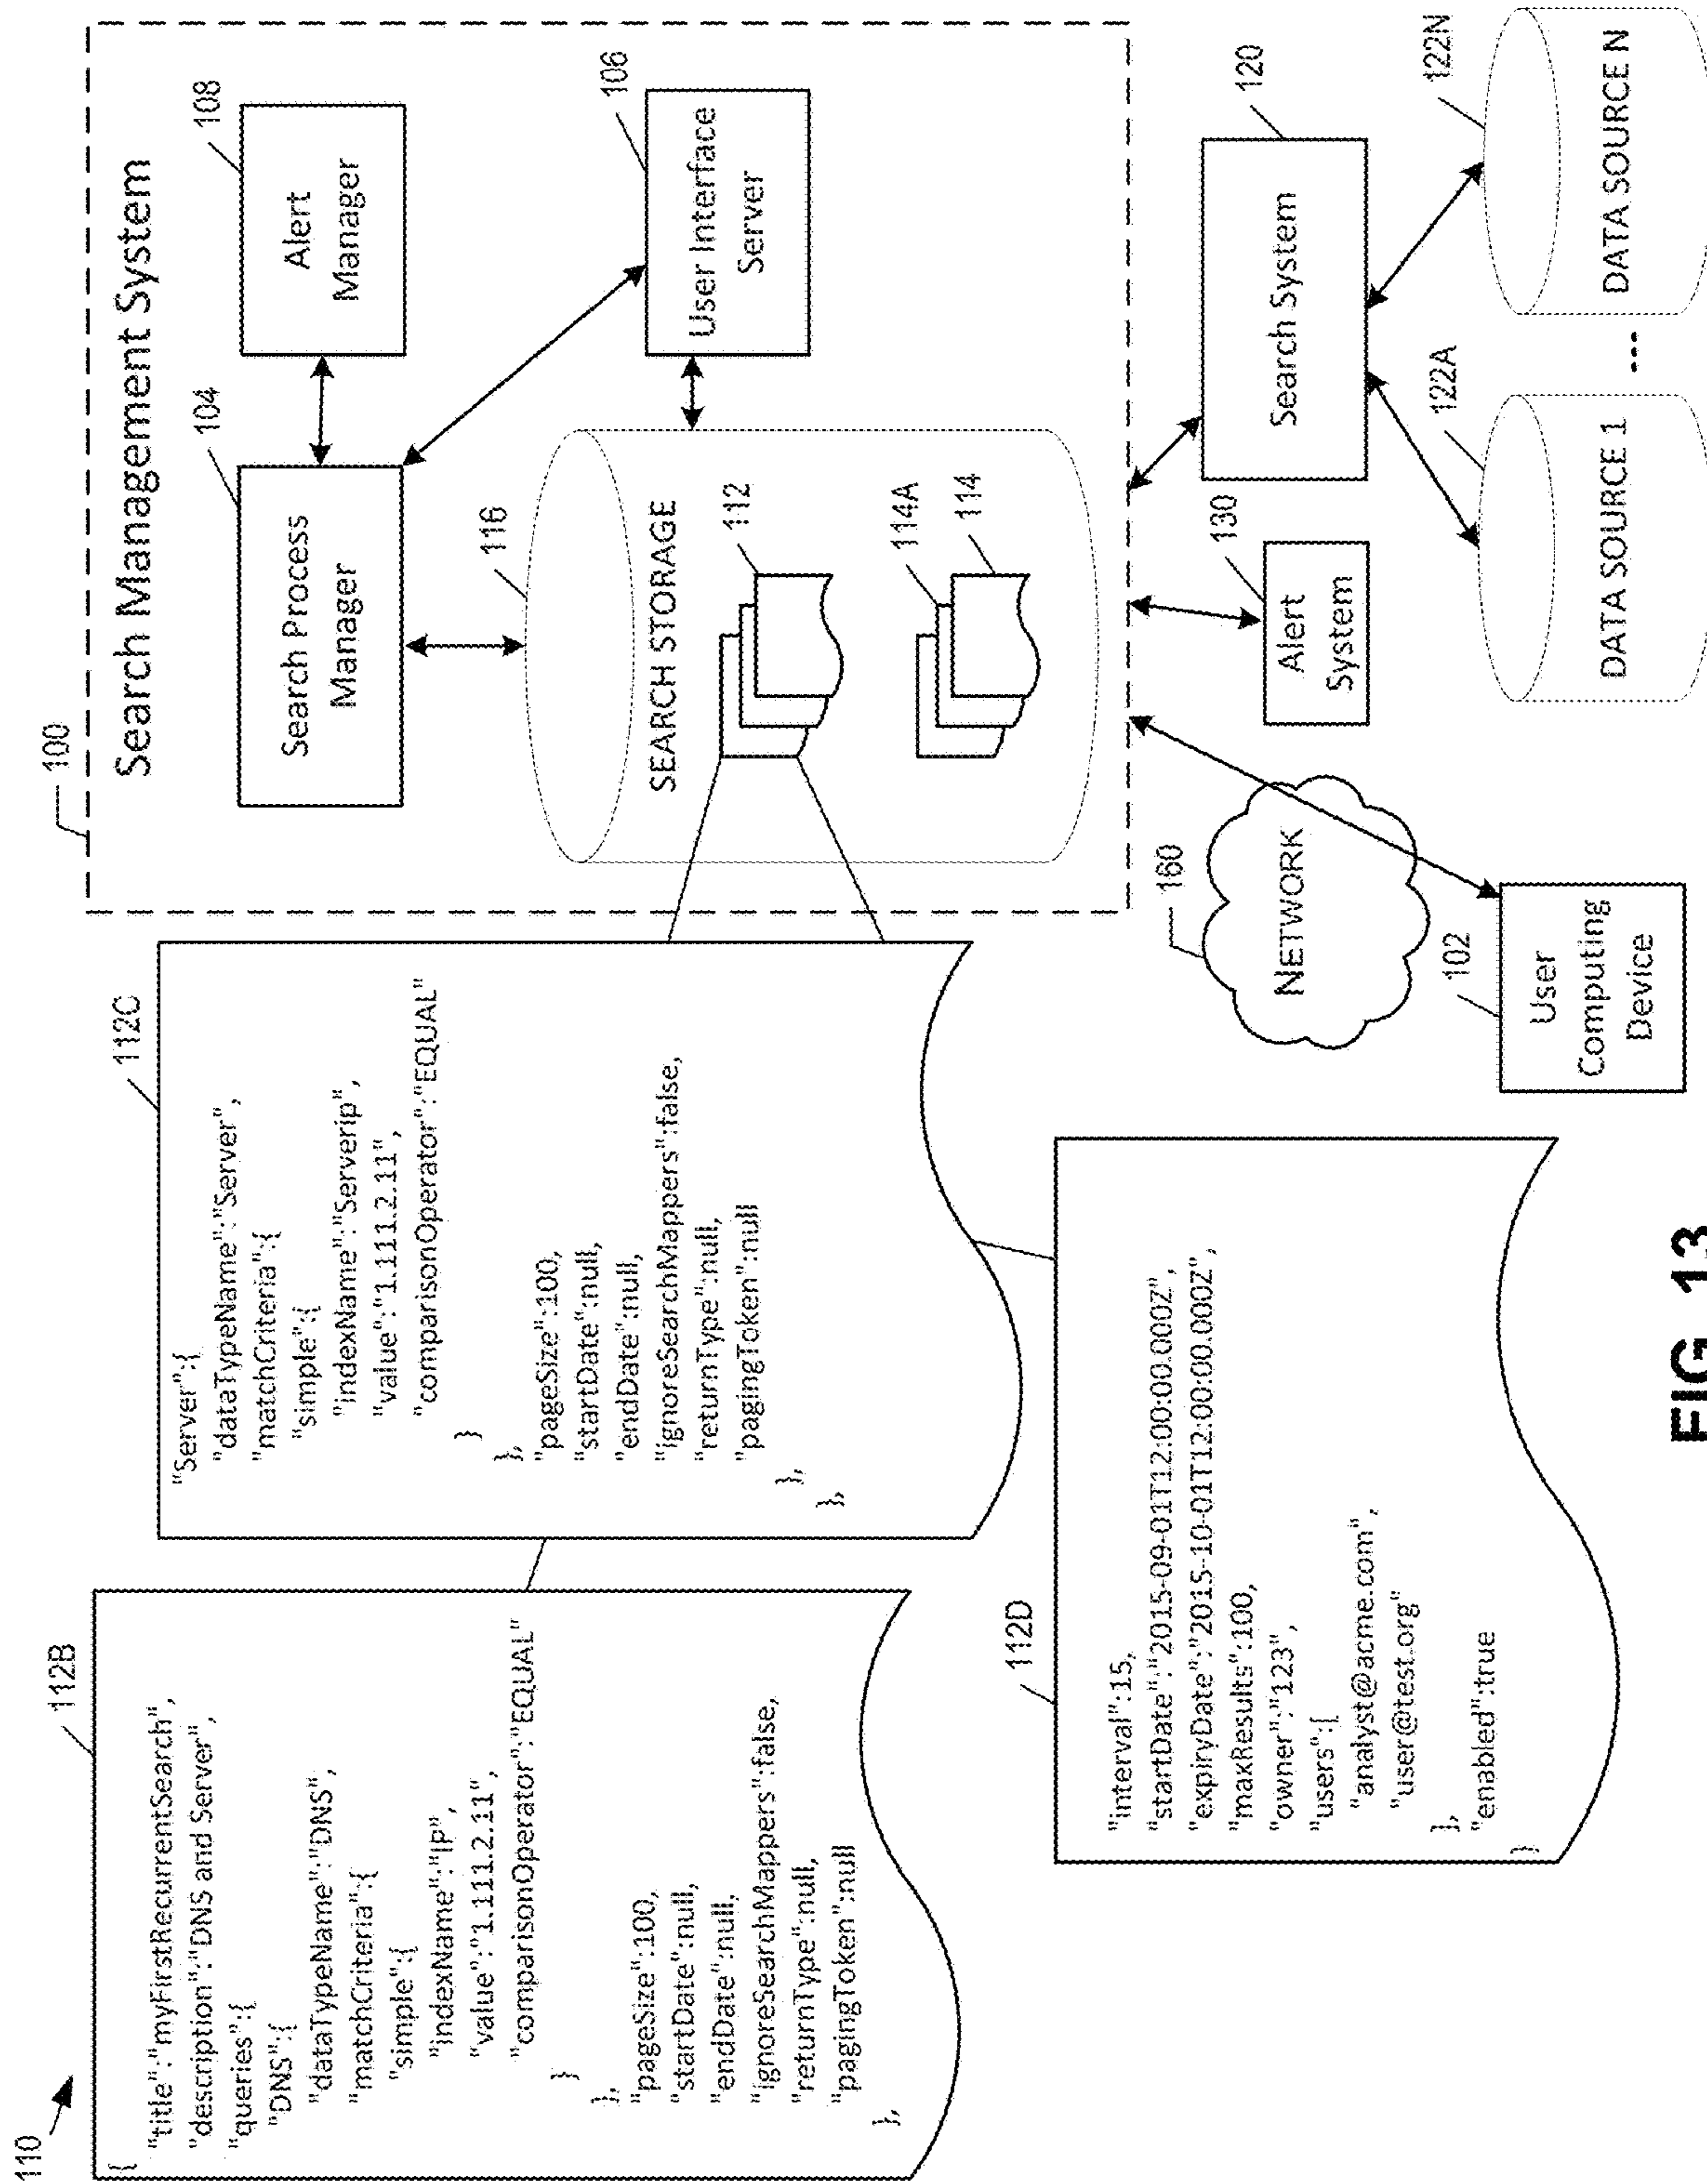 110
112B
{
"title":"myFirstRecurrentSearch",
"description":"DNS and Server",
"queries":{
"DNS":{
"dataTypeName":"DNS",
"matchCriteria":{
"simple":{
"indexName":"IP",
"value":"1.111.2.11",
"comparisonOperator":"EQUAL"
}
},
"pageSize":100,
"startDate":null,
"endDate":null,
"ignoreSearchMappers":false,
"returnType":null,
"pagingToken":null
},
112C
"Server":{
"dataTypeName":"Server",
"matchCriteria":{
"simple":{
"indexName":"Serverip",
"value":"1.111.2.11",
"comparisonOperator":"EQUAL"
}
},
"pageSize":100,
"startDate":null,
"endDate":null,
"ignoreSearchMappers":false,
"returnType":null,
"pagingToken":null
},
},
112D
"interval":15,
"startDate":"2015-09-01T12:00:00.000Z",
"expiryDate":"2015-10-01T12:00:00.000Z",
"maxResults":100,
"owner":"123",
"users":[
"analyst@acme.com",
"user@test.org"
],
"enabled":true
}
100
Search Management System
104
Search Process
Manager
108
Alert
Manager
116
SEARCH STORAGE
112
114A
114
106
User Interface
Server
160
NETWORK
102
User
Computing
Device
130
Alert
System
120
Search System
122A
DATA SOURCE 1
---
122N
DATA SOURCE N
FIG. 13